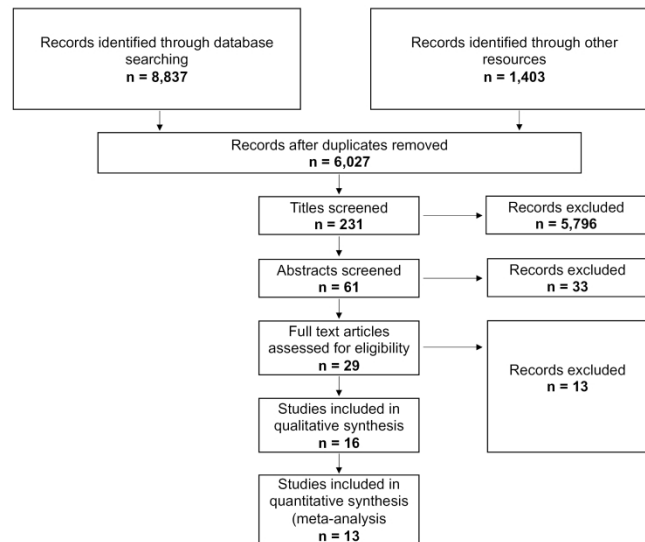 Records identified through database
searching
n = 8,837
Records identified through other
resources
n = 1,403
Records after duplicates removed
n = 6,027
Titles screened
n = 231
Records excluded
n = 5,796
Abstracts screened
n = 61
Records excluded
n = 33
Full text articles
assessed for eligibility
n = 29
Records excluded
n = 13
Studies included in
qualitative synthesis
n = 16
Studies included in
quantitative synthesis
(meta-analysis
n = 13